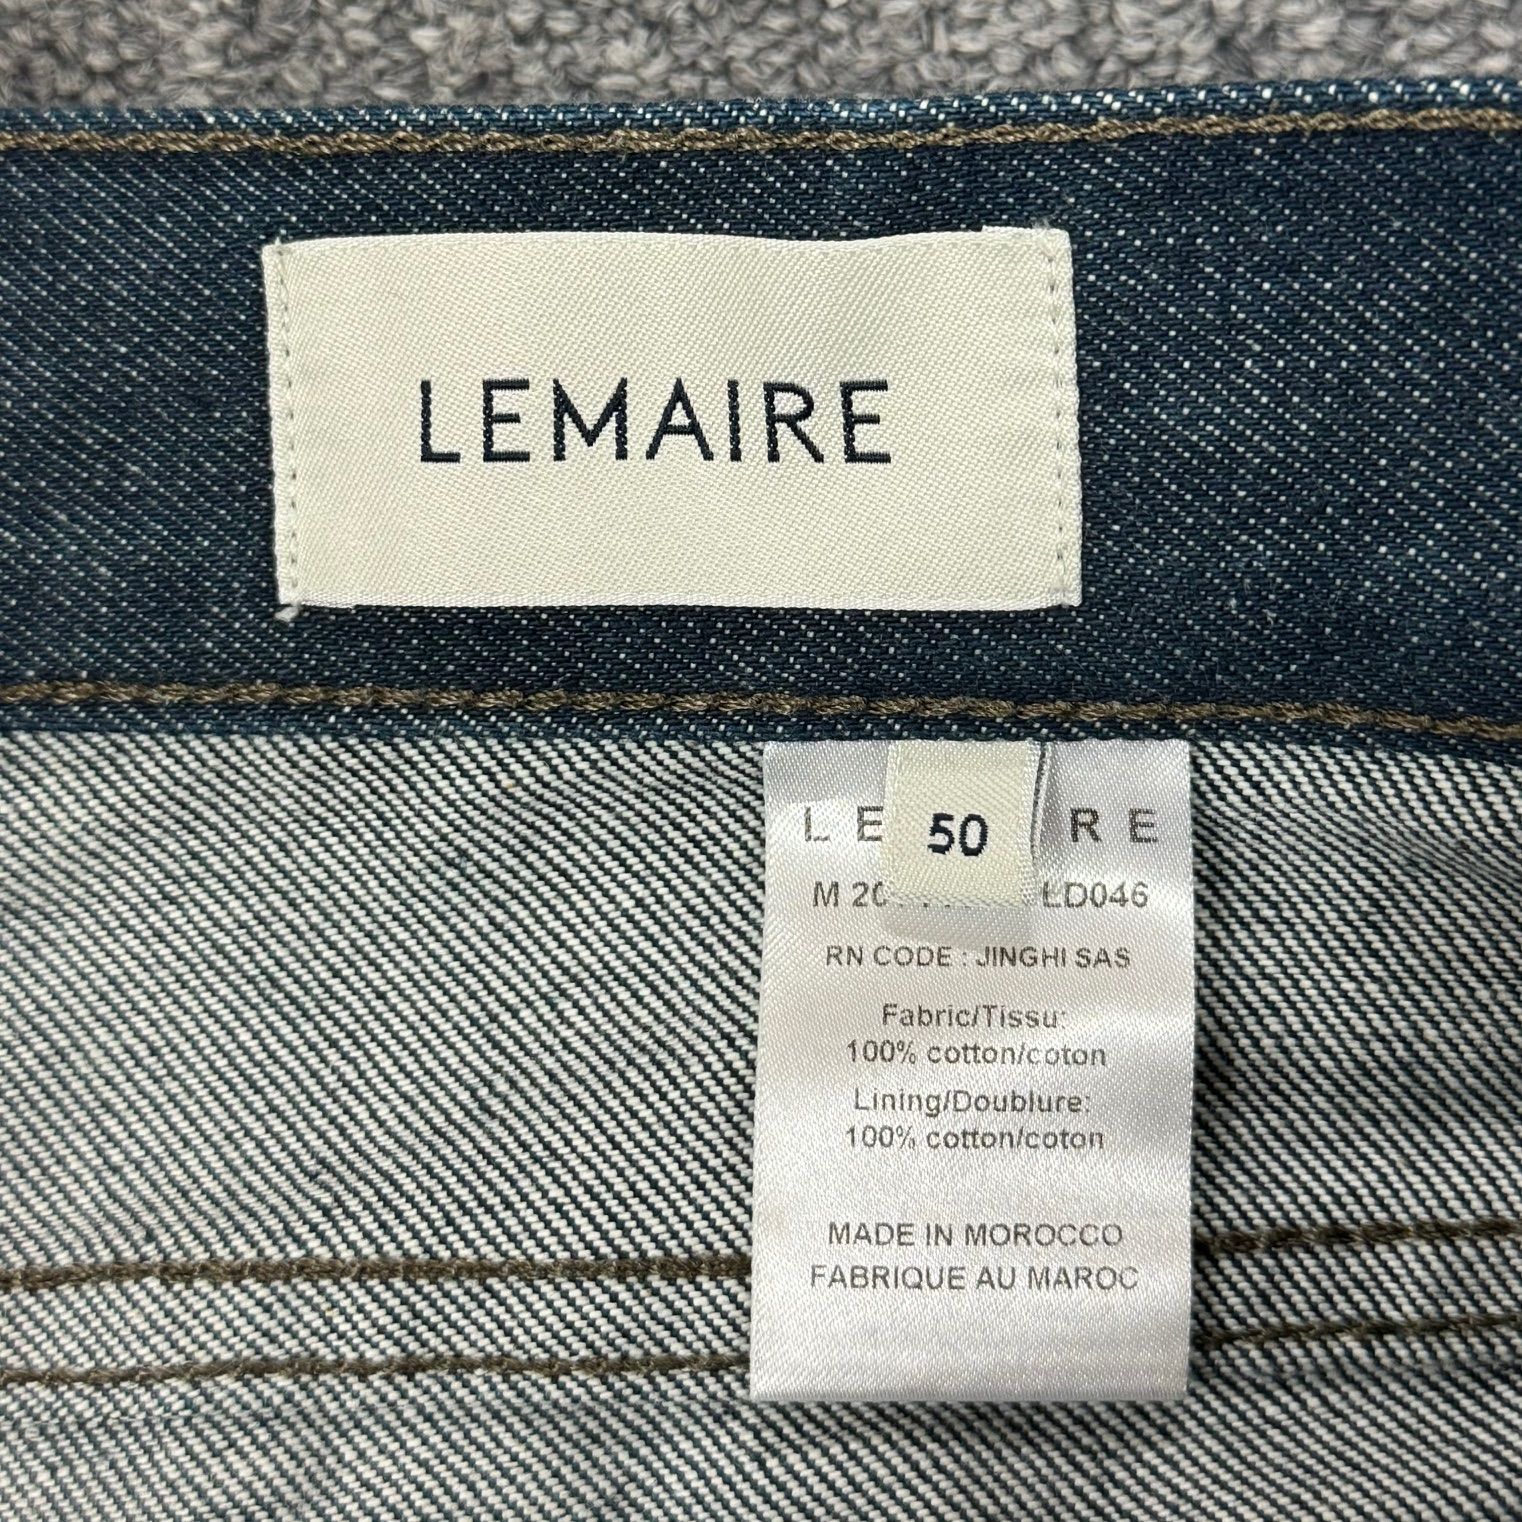 LEMAIRE
50
RE
M LD046
RN CODE : JINGHI SAS
Fabric/Tissu:
100% cotton/coton
Lining/Doublure:
100% cotton/coton
MADE IN MOROCCO
FABRIQUE AU MAROC